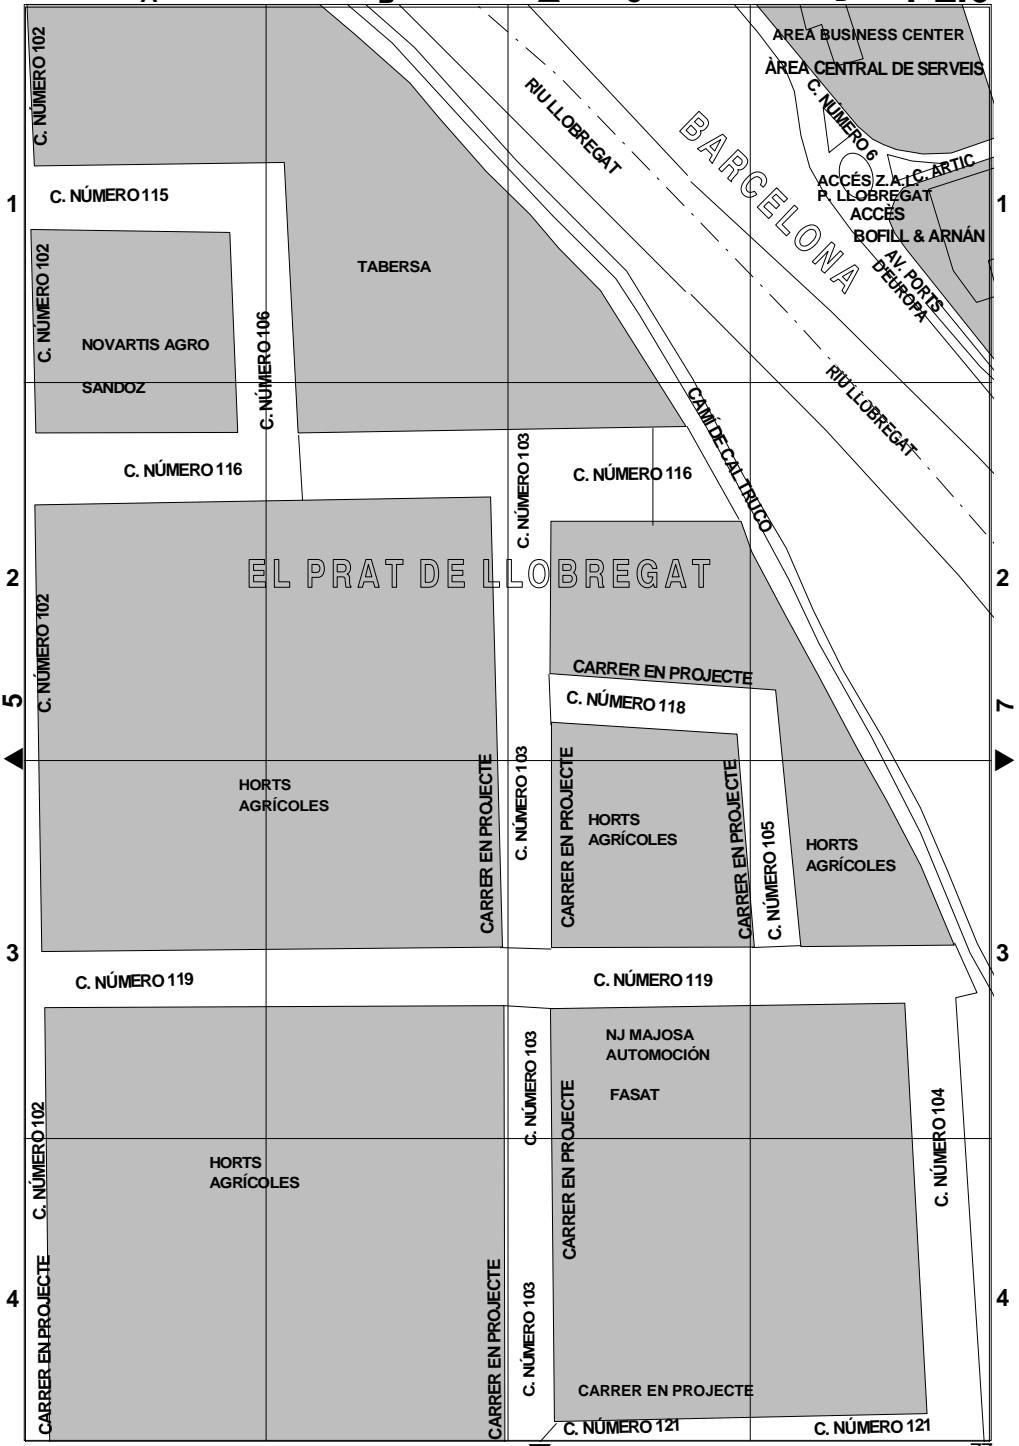 AREA BUSINESS CENTER
ÀREA CENTRAL DE SERVEIS
C. NÚMERO 102
C. NÚMERO 6
RIU LLOBREGAT
BARCELONA
C. ARTIC
ACCÉS Z.A.L.
P. LLOBREGAT
ACCÈS
BOFILL & ARNÁN
AV. PORTS
D'EUROPA
1
C. NÚMERO 115
1
TABERSA
C. NÚMERO 102
C. NÚMERO 106
NOVARTIS AGRO
SANDOZ
RIU LLOBREGAT
CAMÍ DE CAL TRUCO
C. NÚMERO 116
C. NÚMERO 103
C. NÚMERO 116
2
EL PRAT DE LLOBREGAT
2
C. NÚMERO 102
CARRER EN PROJECTE
C. NÚMERO 118
5
7
HORTS
AGRÍCOLES
CARRER EN PROJECTE
C. NÚMERO 103
CARRER EN PROJECTE
HORTS
AGRÍCOLES
CARRER EN PROJECTE
C. NÚMERO 105
HORTS
AGRÍCOLES
3
3
C. NÚMERO 119
C. NÚMERO 119
NJ MAJOSA
AUTOMOCIÓN
FASAT
C. NÚMERO 103
CARRER EN PROJECTE
C. NÚMERO 102
C. NÚMERO 104
HORTS
AGRÍCOLES
4
4
CARRER EN PROJECTE
CARRER EN PROJECTE
C. NÚMERO 103
CARRER EN PROJECTE
C. NÚMERO 121
C. NÚMERO 121